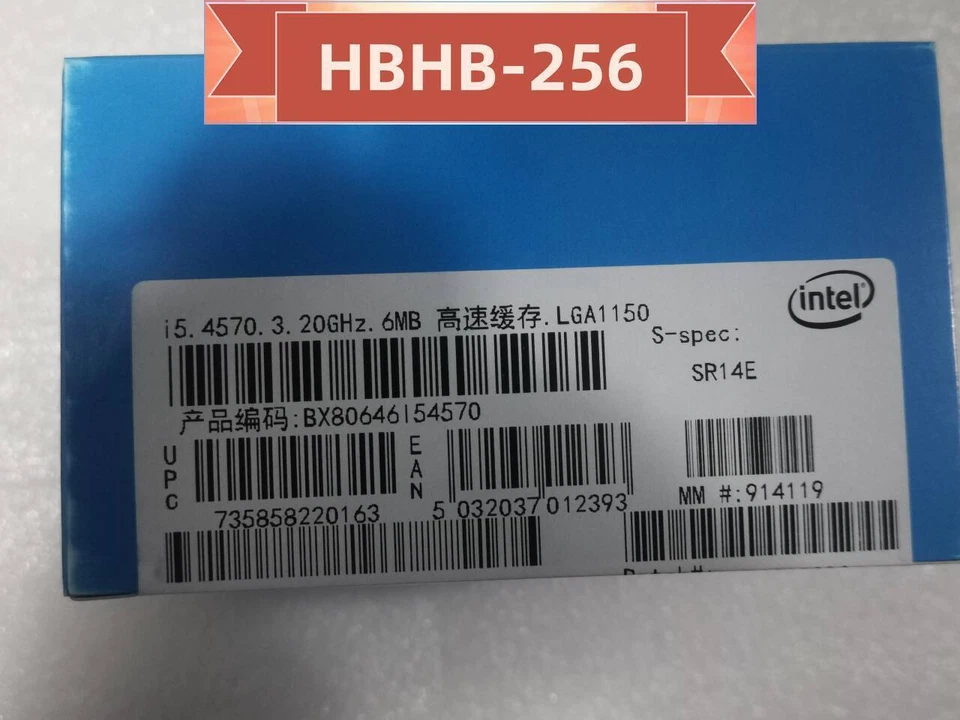 HBHB-256
intel
i5.4570.3.20GHz.6MB 高速缓存.LGA1150
S-spec:
SR14E
产品编码:BX80646I54570
UPC
735858220163
EAN
5 032037 012393
MM #:914119